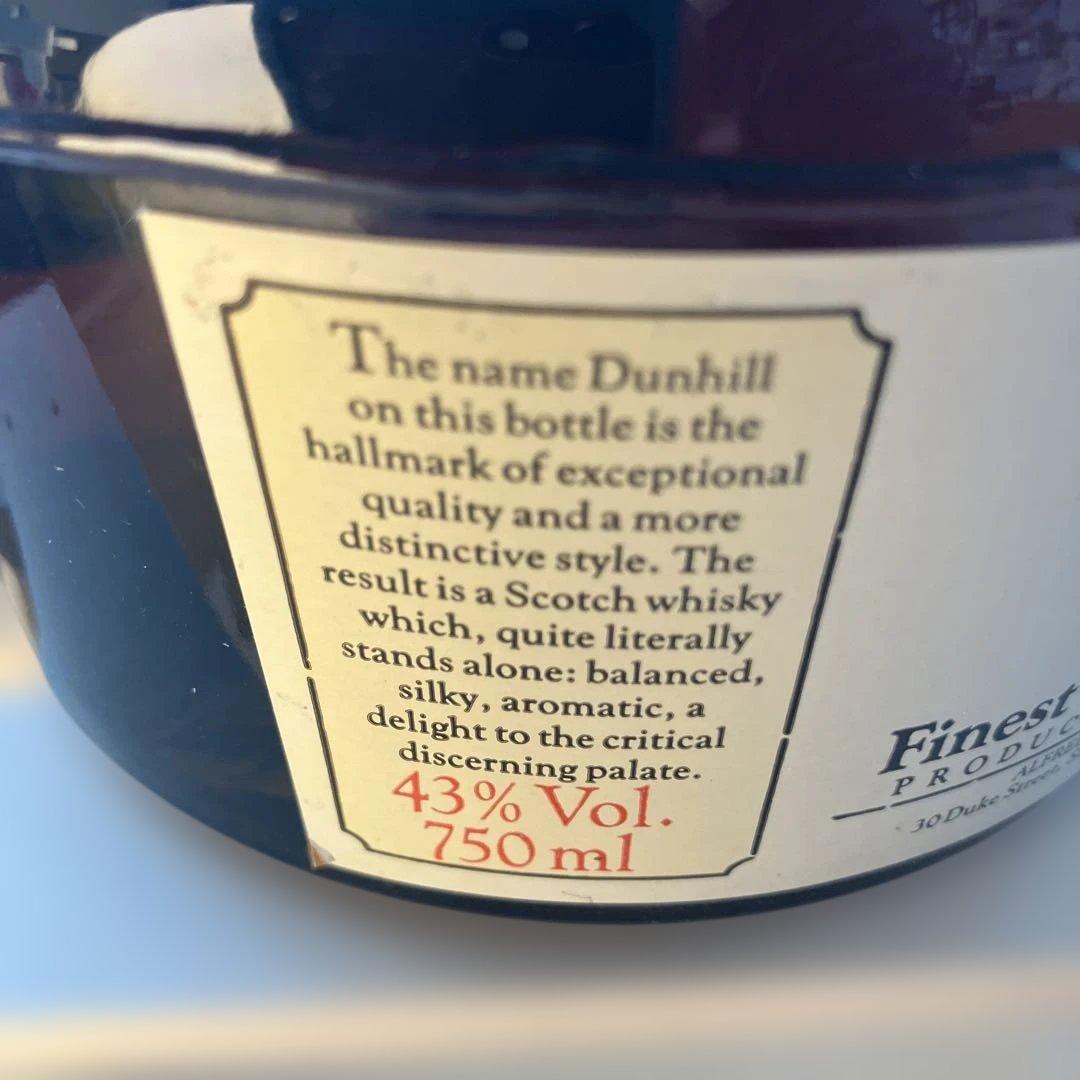 The name Dunhill
on this bottle is the
hallmark of exceptional
quality and a more
distinctive style. The
result is a Scotch whisky
which, quite literally
stands alone: balanced,
silky, aromatic, a
delight to the critical
discerning palate.
43% Vol.
750 ml
Finest
30 Duke Street,